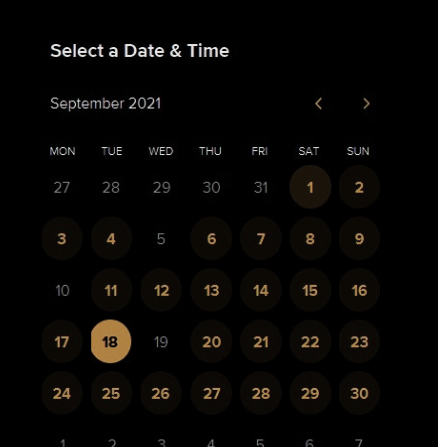 Select a Date & Time
September 2021
MON TUE WED THU FRI SAT SUN
27 28 29 30 31 1 2
3 4 5 6 7 8 9
10 11 12 13 14 15 16
17 18 19 20 21 22 23
24 25 26 27 28 29 30
1 2 3 4 5 6 7